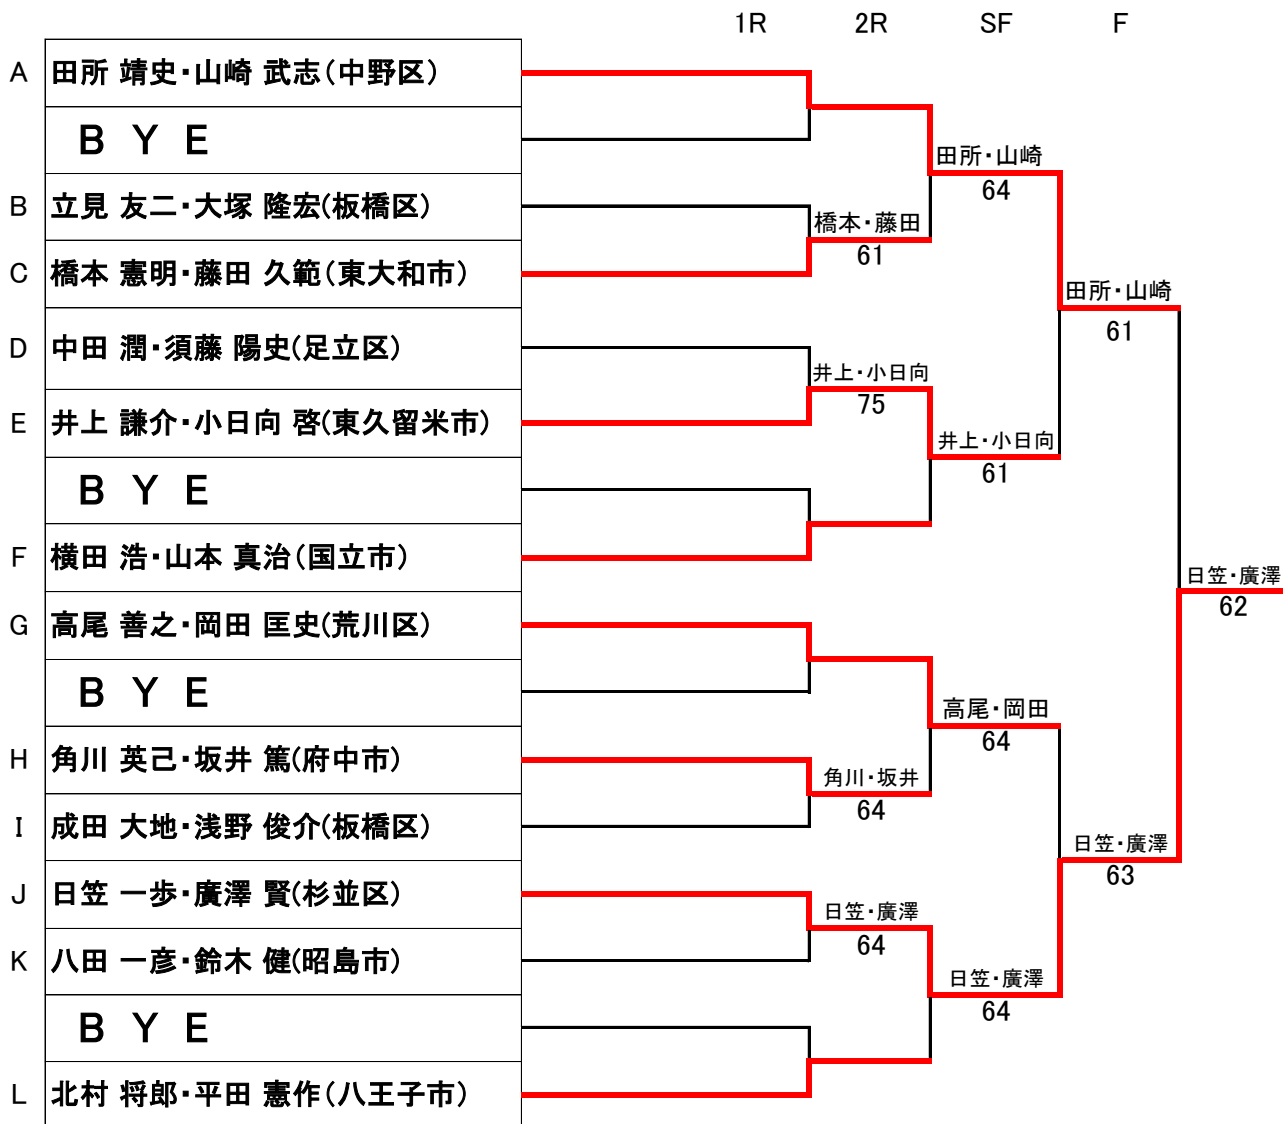 1R 2R SF F
A 田所 靖史・山崎 武志(中野区)
B Y E
田所・山崎
64
B 立見 友二・大塚 隆宏(板橋区)
橋本・藤田
61
C 橋本 憲明・藤田 久範(東大和市)
田所・山崎
61
D 中田 潤・須藤 陽史(足立区)
井上・小日向
75
E 井上 謙介・小日向 啓(東久留米市)
井上・小日向
61
B Y E
F 横田 浩・山本 真治(国立市)
日笠・廣澤
62
G 高尾 善之・岡田 匡史(荒川区)
B Y E
高尾・岡田
64
H 角川 英己・坂井 篤(府中市)
角川・坂井
64
I 成田 大地・浅野 俊介(板橋区)
日笠・廣澤
63
J 日笠 一歩・廣澤 賢(杉並区)
日笠・廣澤
64
K 八田 一彦・鈴木 健(昭島市)
日笠・廣澤
64
B Y E
L 北村 将郎・平田 憲作(八王子市)